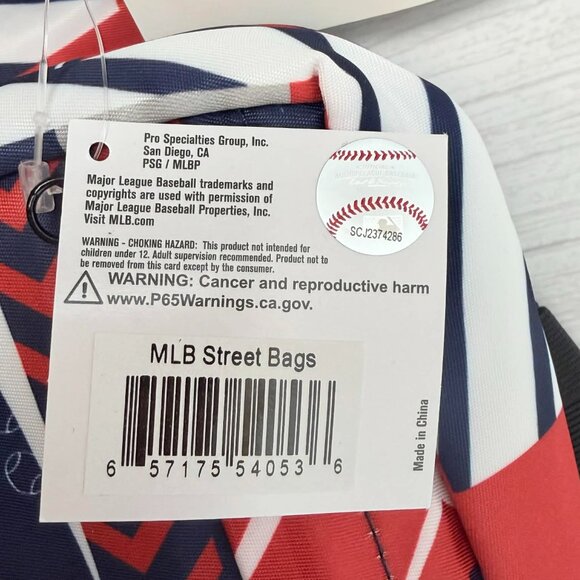 Pro Specialties Group, Inc.
San Diego, CA
PSG / MLBP
Major League Baseball trademarks and
copyrights are used with permission of
Major League Baseball Properties, Inc.
Visit MLB.com
SCJ2374286
WARNING - CHOKING HAZARD: This product not intended for
children under 12. Adult supervision recommended. Product not to
be removed from this card except by the consumer.
WARNING: Cancer and reproductive harm
www.P65Warnings.ca.gov.
MLB Street Bags
6 57175 54053 6
Made in China